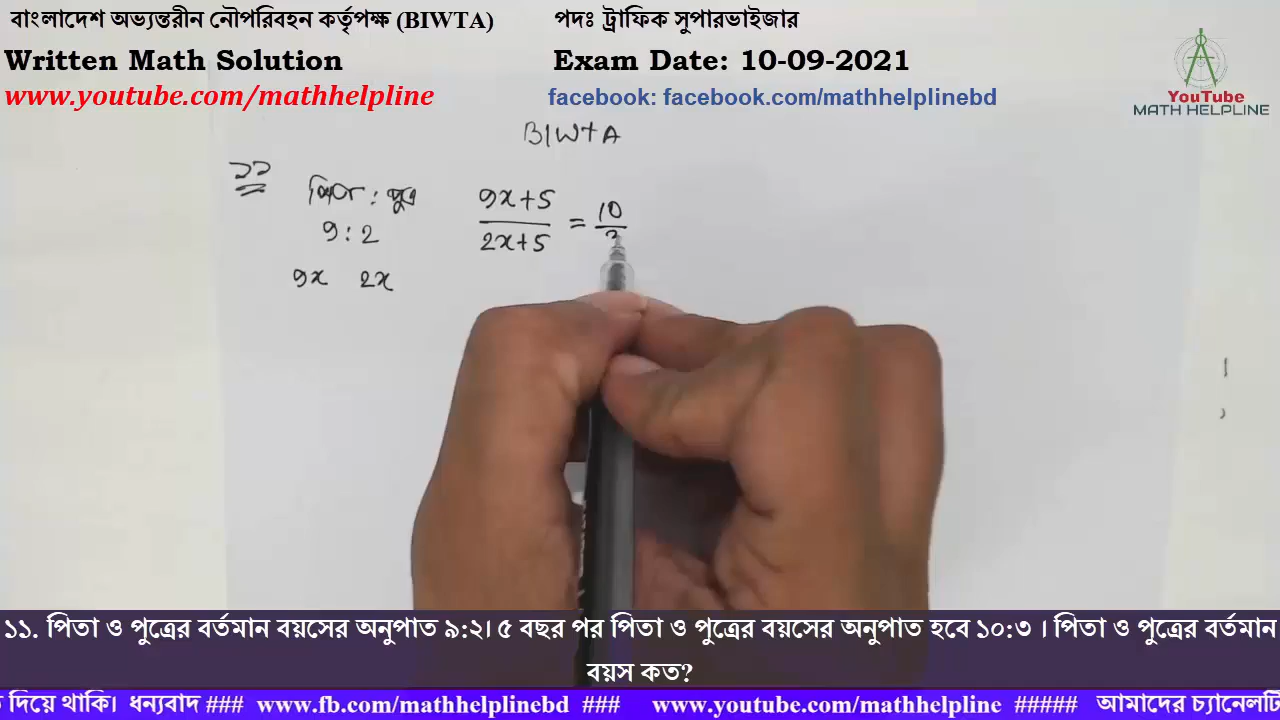 বাংলাদেশ অভ্যন্তরীন নৌপরিবহন কর্তৃপক্ষ (BIWTA) পদঃ ট্রাফিক সুপারভাইজার
Written Math Solution Exam Date: 10-09-2021
www.youtube.com/mathhelpline facebook: facebook.com/mathhelplinebd
YouTube
MATH HELPLINE
BIWTA
১১
পিতা : পুত্র
9 : 2
9x 2x
9x+5
2x+5
= 10
১১. পিতা ও পুত্রের বর্তমান বয়সের অনুপাত ৯:২। ৫ বছর পর পিতা ও পুত্রের বয়সের অনুপাত হবে ১০:৩ । পিতা ও পুত্রের বর্তমান
বয়স কত?
দিয়ে থাকি। ধন্যবাদ ### www.fb.com/mathhelplinebd ### www.youtube.com/mathhelpline ##### আমাদের চ্যানেলটি